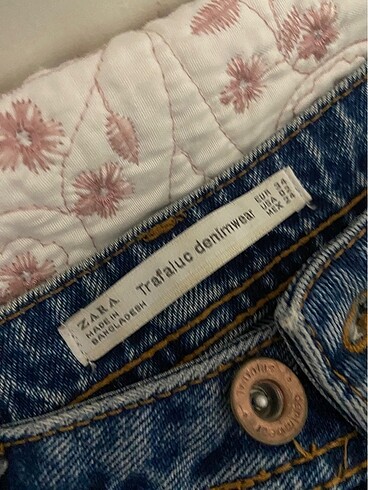 ZARA
MADE IN
BANGLADESH
Trafaluc denimwear
EUR 34
USA 02
MEX 24